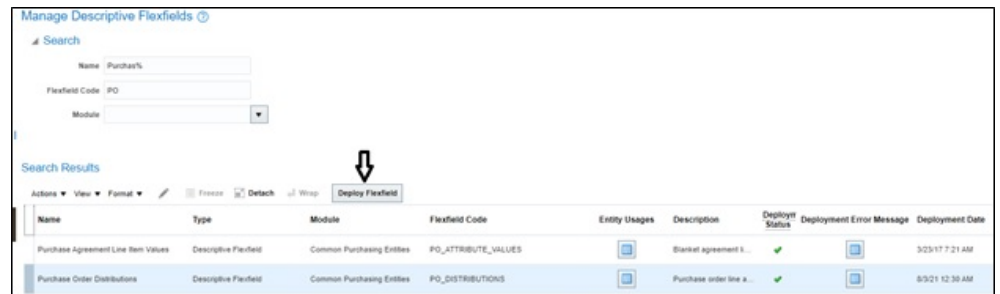 Manage Descriptive Flexfields
Search
Name Purchas%
Flexfield Code PO
Module
Search Results
Actions View Format Freeze Detach Wrap Deploy Flexfield
Name Type Module Flexfield Code Entity Usages Description Deploym Status Deployment Error Message Deployment Date
Purchase Agreement Line Item Values Descriptive Flexfield Common Purchasing Entities PO_ATTRIBUTE_VALUES Blanket agreement li... 3/23/17 7:21 AM
Purchase Order Distributions Descriptive Flexfield Common Purchasing Entities PO_DISTRIBUTIONS Purchase order line a... 8/3/21 12:30 AM